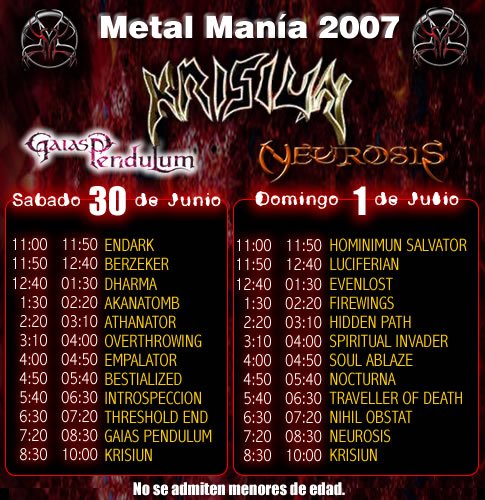 Metal Manía 2007
KRISIUN
GAIAS PENDULUM
NEUROSIS
Sabado 30 de Junio
11:00 11:50 ENDARK
11:50 12:40 BERZEKER
12:40 01:30 DHARMA
1:30 02:20 AKANATOMB
2:20 03:10 ATHANATOR
3:10 04:00 OVERTHROWING
4:00 04:50 EMPALATOR
4:50 05:40 BESTIALIZED
5:40 06:30 INTROSPECCION
6:30 07:20 THRESHOLD END
7:20 08:30 GAIAS PENDULUM
8:30 10:00 KRISIUN
Domingo 1 de Julio
11:00 11:50 HOMINIMUN SALVATOR
11:50 12:40 LUCIFERIAN
12:40 01:30 EVENLOST
1:30 02:20 FIREWINGS
2:20 03:10 HIDDEN PATH
3:10 04:00 SPIRITUAL INVADER
4:00 04:50 SOUL ABLAZE
4:50 05:40 NOCTURNA
5:40 06:30 TRAVELLER OF DEATH
6:30 07:20 NIHIL OBSTAT
7:20 08:30 NEUROSIS
8:30 10:00 KRISIUN
No se admiten menores de edad.